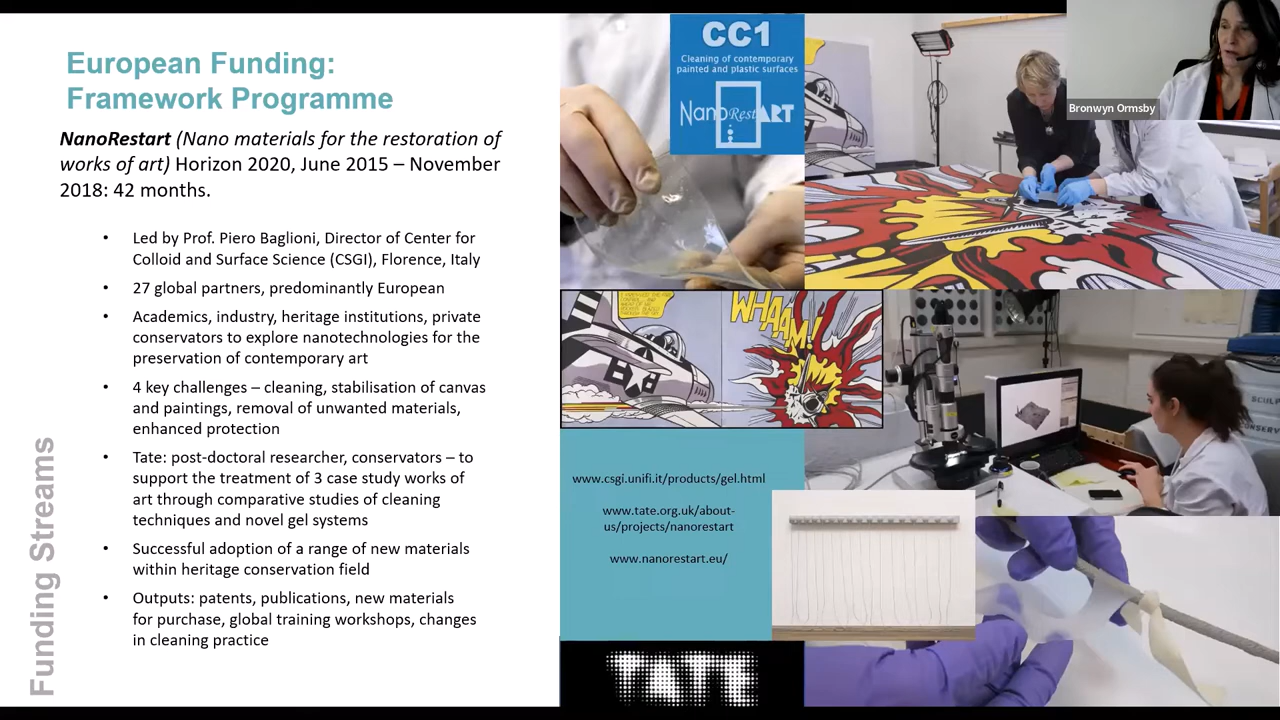 European Funding:
Framework Programme
NanoRestart (Nano materials for the restoration of
works of art) Horizon 2020, June 2015 – November
2018: 42 months.
• Led by Prof. Piero Baglioni, Director of Center for
Colloid and Surface Science (CSGI), Florence, Italy
• 27 global partners, predominantly European
• Academics, industry, heritage institutions, private
conservators to explore nanotechnologies for the
preservation of contemporary art
• 4 key challenges – cleaning, stabilisation of canvas
and paintings, removal of unwanted materials,
enhanced protection
• Tate: post-doctoral researcher, conservators – to
support the treatment of 3 case study works of
art through comparative studies of cleaning
techniques and novel gel systems
• Successful adoption of a range of new materials
within heritage conservation field
• Outputs: patents, publications, new materials
for purchase, global training workshops, changes
in cleaning practice
Funding Streams
CC1
Cleaning of contemporary
painted and plastic surfaces
NanoRestART
Bronwyn Ormsby
WHAAM!
www.csgi.unifi.it/products/gel.html
www.tate.org.uk/about-
us/projects/nanorestart
www.nanorestart.eu/
TATE